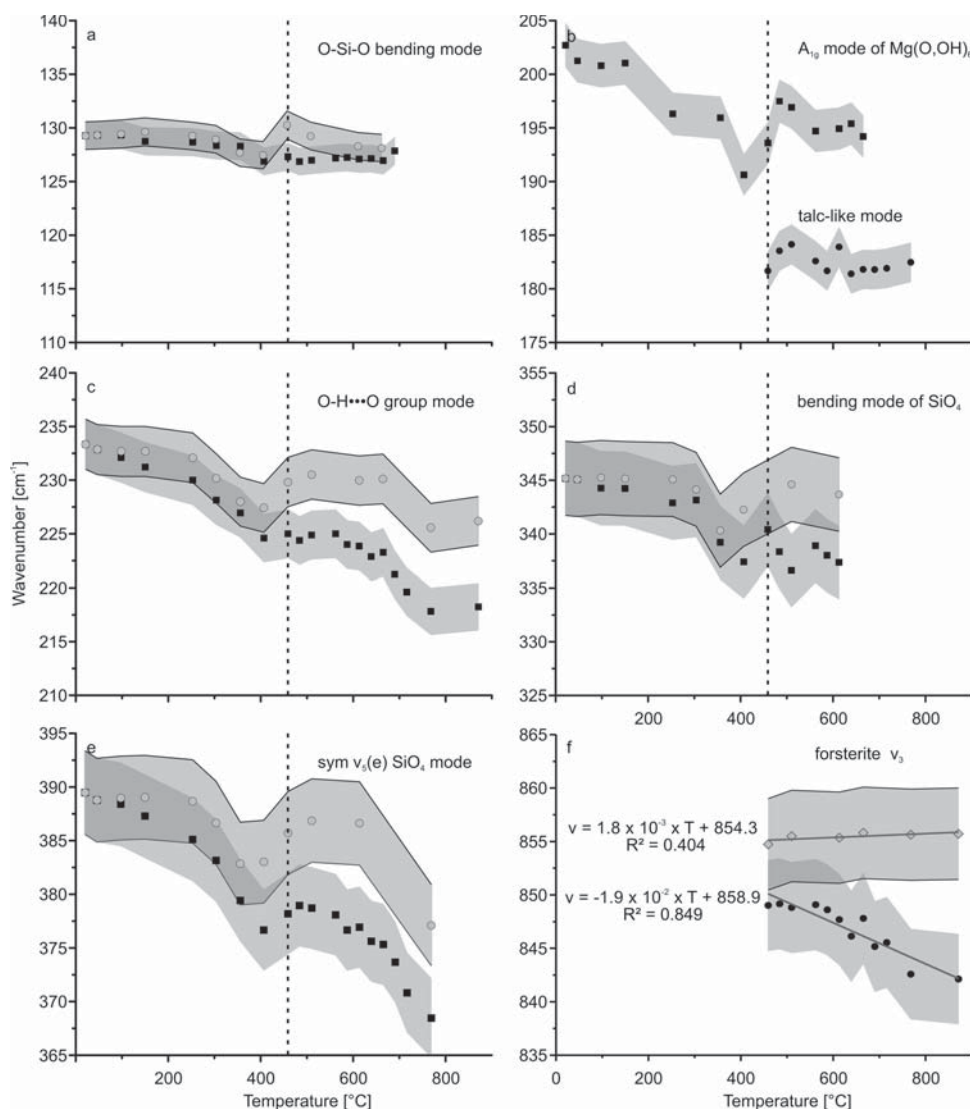 140
135
130
125
120
115
110
a
O-Si-O bending mode
205
200
195
190
185
180
175
b
A₁g mode of Mg(O,OH)₆
talc-like mode
Wavenumber [cm⁻¹]
240
235
230
225
220
215
210
c
O-H•••O group mode
355
350
345
340
335
330
325
d
bending mode of SiO₄
200 400 600 800
395
390
385
380
375
370
365
e
sym ν₅(e) SiO₄ mode
0 200 400 600 800
Temperature [°C]
865
860
855
850
845
840
835
f
forsterite ν₃
v = 1.8 x 10⁻³ x T + 854.3
R² = 0.404
v = -1.9 x 10⁻² x T + 858.9
R² = 0.849
0 200 400 600 800
Temperature [°C]